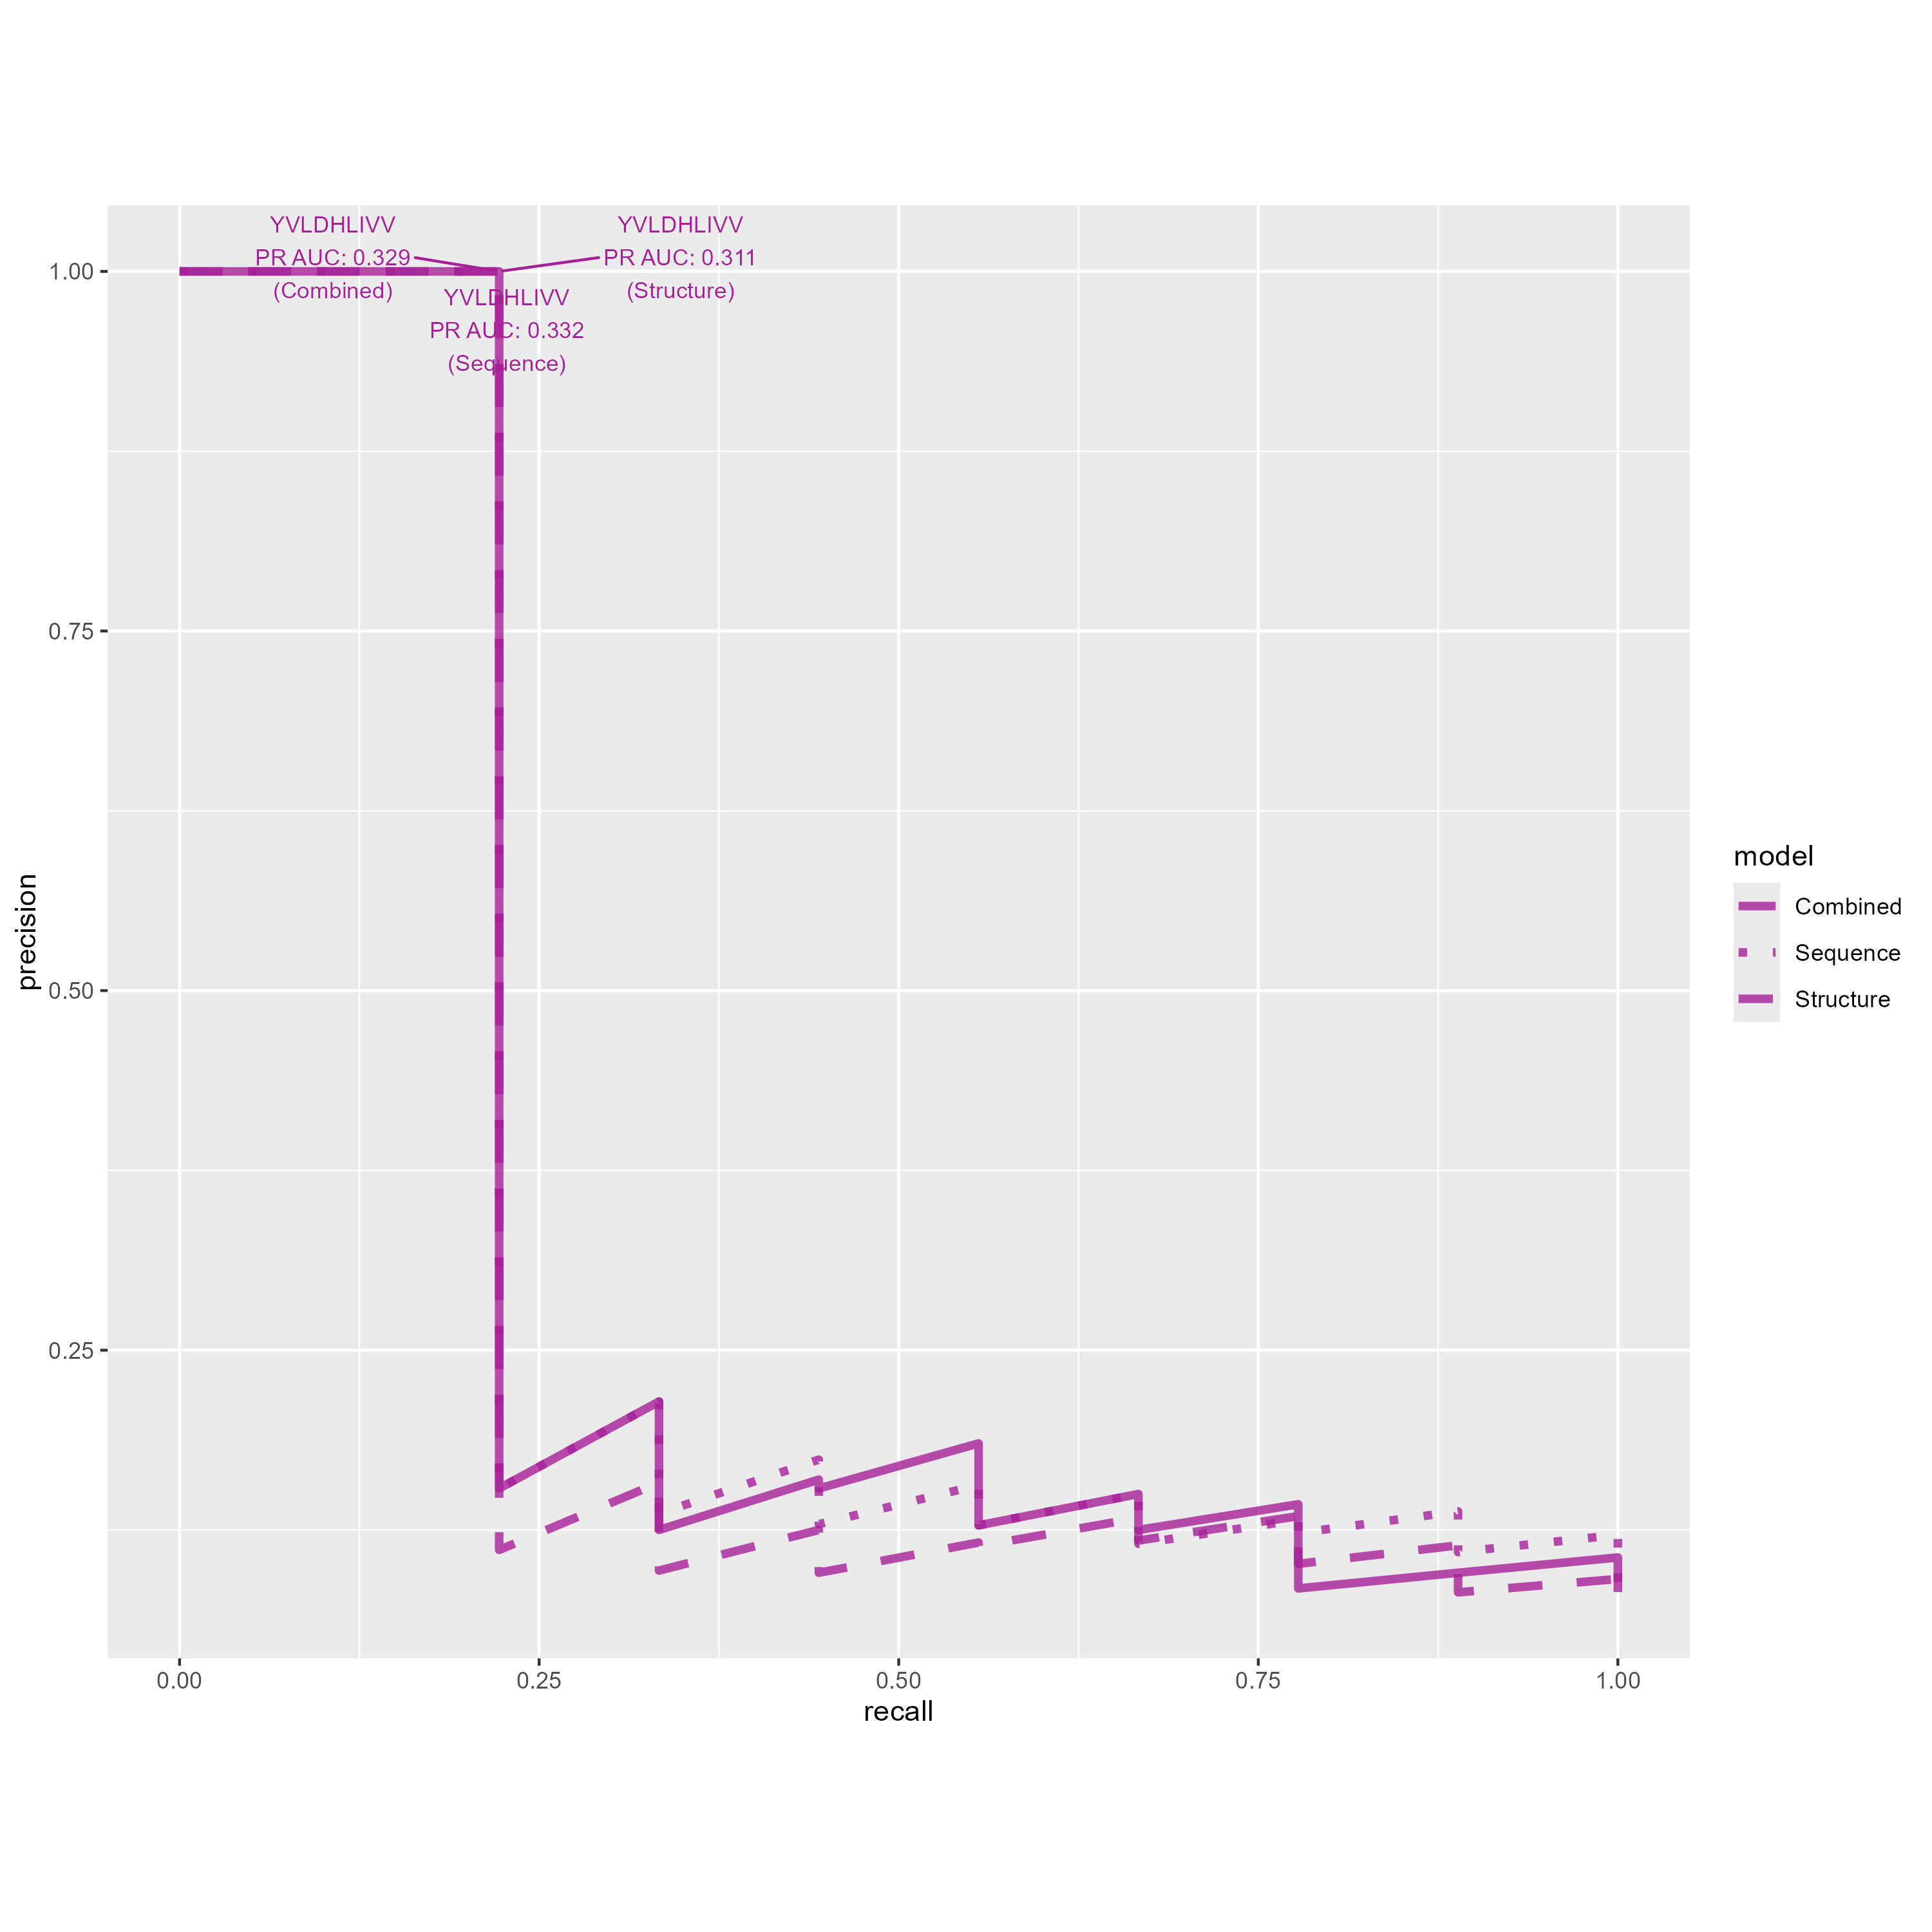 YVLDHLIVV
PR AUC: 0.329
(Combined)
YVLDHLIVV
PR AUC: 0.311
(Structure)
YVLDHLIVV
PR AUC: 0.332
(Sequence)
1.00
0.75
0.50
0.25
precision
0.00
0.25
0.50
0.75
1.00
recall
model
Combined
Sequence
Structure